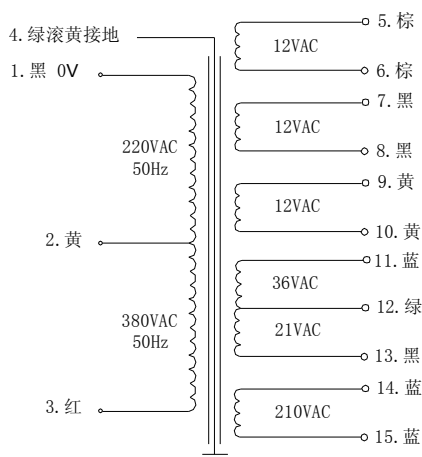 4.绿滚黄接地
1.黑 0V
220VAC
50Hz
2.黄
380VAC
50Hz
3.红
5.棕
12VAC
6.棕
7.黑
12VAC
8.黑
9.黄
12VAC
10.黄
11.蓝
36VAC
12.绿
21VAC
13.黑
14.蓝
210VAC
15.蓝